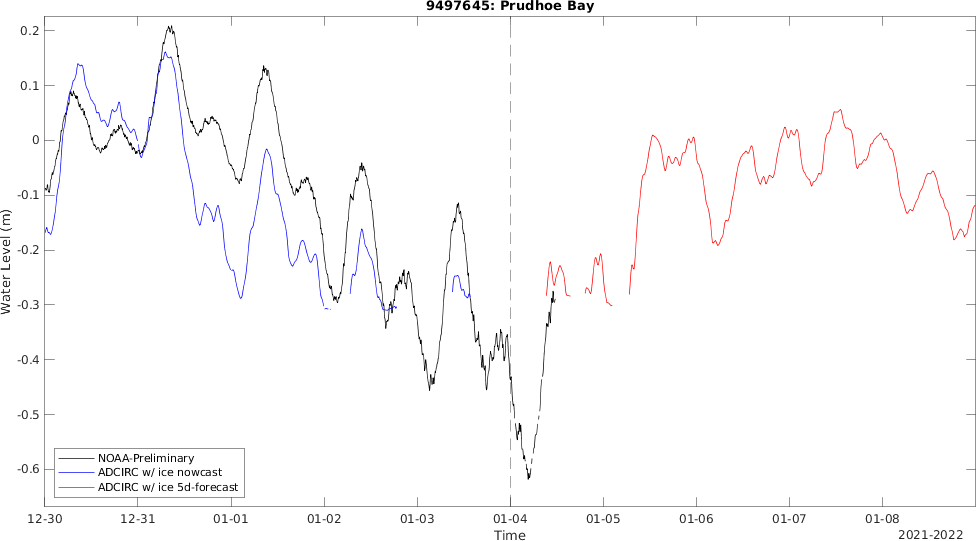 9497645: Prudhoe Bay
0.2
0.1
0
-0.1
-0.2
-0.3
-0.4
-0.5
-0.6
Water Level (m)
NOAA-Preliminary
ADCIRC w/ ice nowcast
ADCIRC w/ ice 5d-forecast
12-30 12-31 01-01 01-02 01-03 01-04 01-05 01-06 01-07 01-08
Time
2021-2022